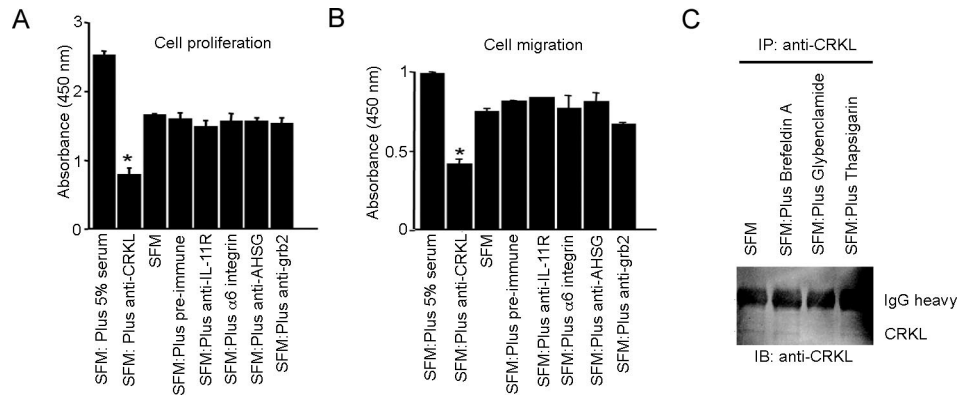 A
Cell proliferation
Absorbance (450 nm)
3
2
1
0
*
SFM: Plus 5% serum
SFM: Plus anti-CRKL
SFM
SFM:Plus pre-immune
SFM:Plus anti-IL-11R
SFM:Plus α6 integrin
SFM:Plus anti-AHSG
SFM:Plus anti-grb2
B
Cell migration
Absorbance (450 nm)
1
0.5
0
*
SFM:Plus 5% serum
SFM:Plus anti-CRKL
SFM
SFM:Plus pre-immune
SFM:Plus anti-IL-11R
SFM:Plus α6 integrin
SFM:Plus anti-AHSG
SFM:Plus anti-grb2
C
IP: anti-CRKL
SFM
SFM:Plus Brefeldin A
SFM:Plus Glybenclamide
SFM:Plus Thapsigarin
IgG heavy
CRKL
IB: anti-CRKL